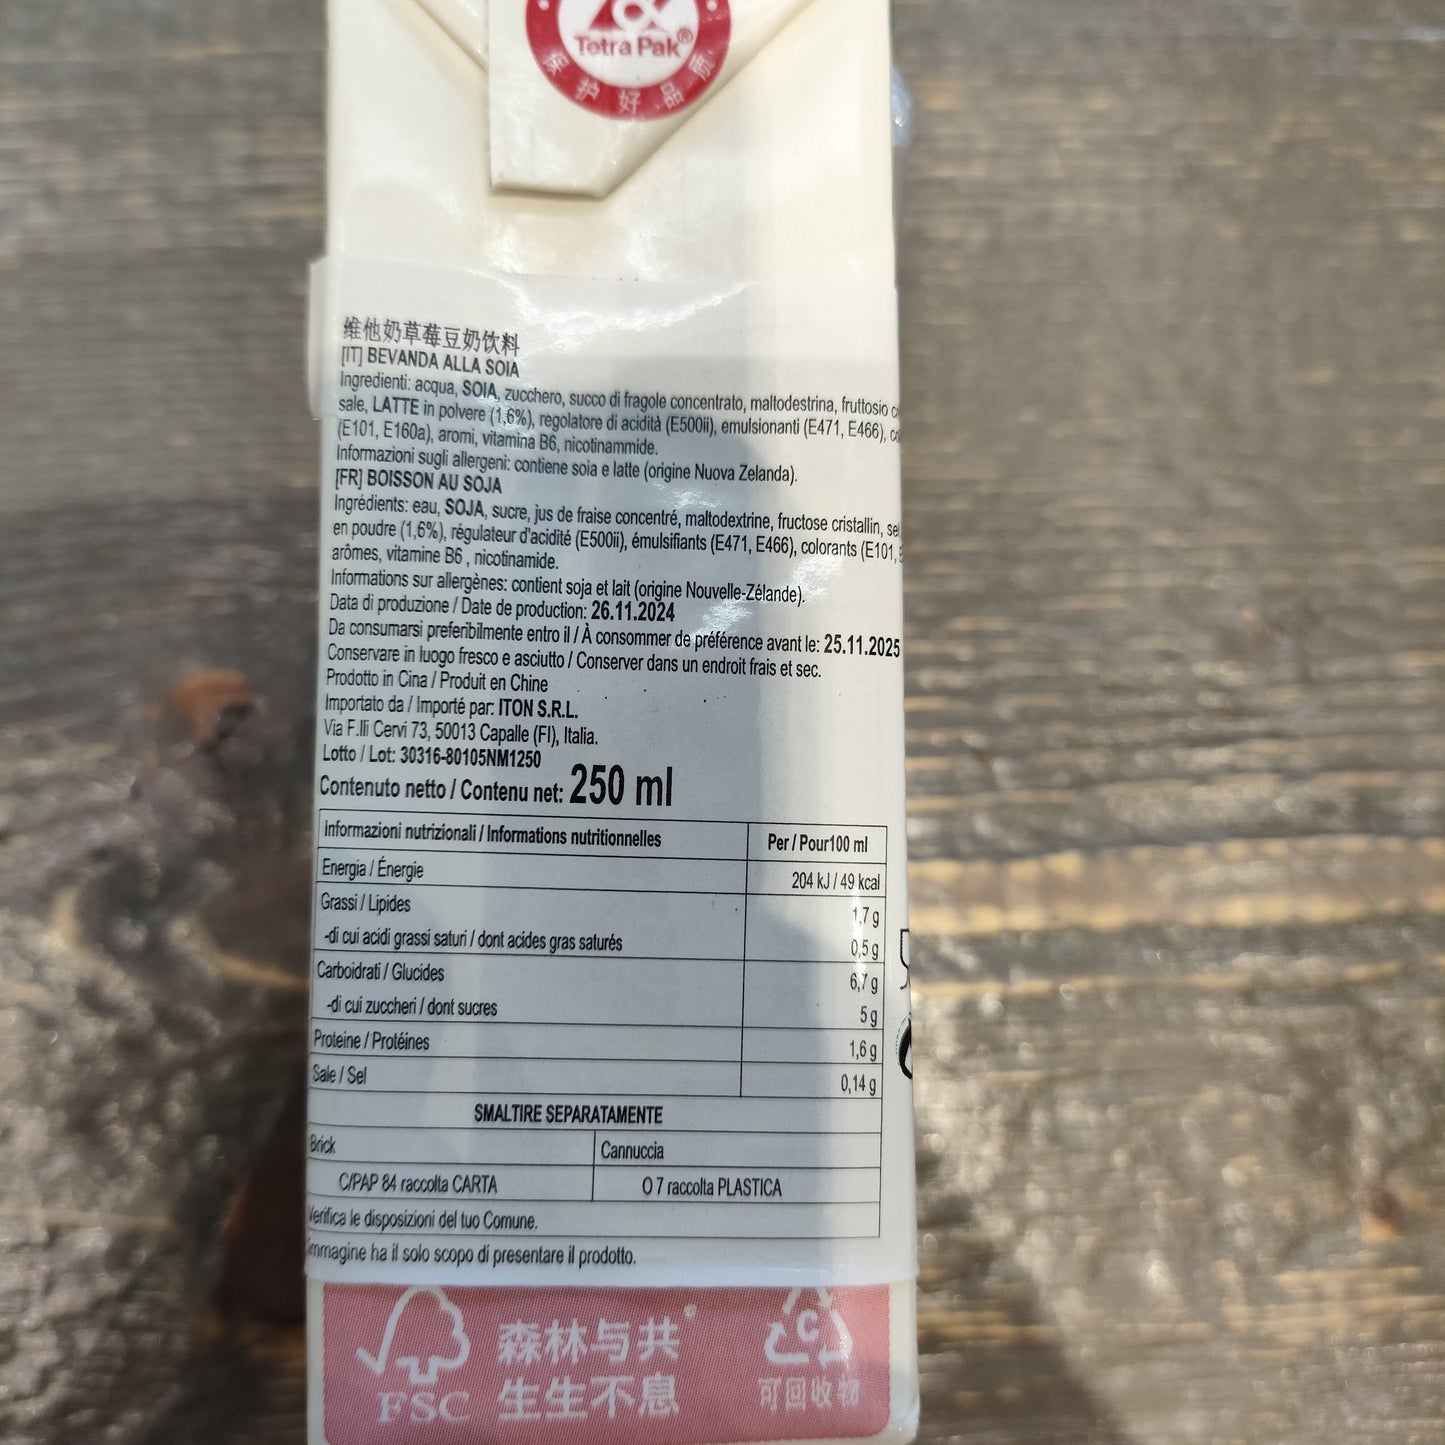 Tetra Pak®
保护好品质
维他奶草莓豆奶饮料
[IT] BEVANDA ALLA SOIA
Ingredienti: acqua, SOIA, zucchero, succo di fragole concentrato, maltodestrina, fruttosio
sale, LATTE in polvere (1,6%), regolatore di acidità (E500ii), emulsionanti (E471, E466),
(E101, E160a), aromi, vitamina B6, nicotinammide.
Informazioni sugli allergeni: contiene soia e latte (origine Nuova Zelanda).
[FR] BOISSON AU SOJA
Ingrédients: eau, SOJA, sucre, jus de fraise concentré, maltodextrine, fructose cristallin, sel
en poudre (1,6%), régulateur d'acidité (E500ii), émulsifiants (E471, E466), colorants (E101,
arômes, vitamine B6 , nicotinamide.
Informations sur allergènes: contient soja et lait (origine Nouvelle-Zélande).
Data di produzione / Date de production: 26.11.2024
Da consumarsi preferibilmente entro il / À consommer de préférence avant le: 25.11.2025
Conservare in luogo fresco e asciutto / Conserver dans un endroit frais et sec.
Prodotto in Cina / Produit en Chine
Importato da / Importé par: ITON S.R.L.
Via F.lli Cervi 73, 50013 Capalle (FI), Italia.
Lotto / Lot: 30316-80105NM1250
Contenuto netto / Contenu net: 250 ml
Informazioni nutrizionali / Informations nutritionnelles Per / Pour100 ml
Energia / Énergie 204 kJ / 49 kcal
Grassi / Lipides 1,7 g
-di cui acidi grassi saturi / dont acides gras saturés 0,5 g
Carboidrati / Glucides 6,7 g
-di cui zuccheri / dont sucres 5 g
Proteine / Protéines 1,6 g
Sale / Sel 0,14 g
SMALTIRE SEPARATAMENTE
Brick Cannuccia
C/PAP 84 raccolta CARTA O 7 raccolta PLASTICA
Verifica le disposizioni del tuo Comune.
immagine ha il solo scopo di presentare il prodotto.
森林与共
生生不息
FSC
C
可回收物